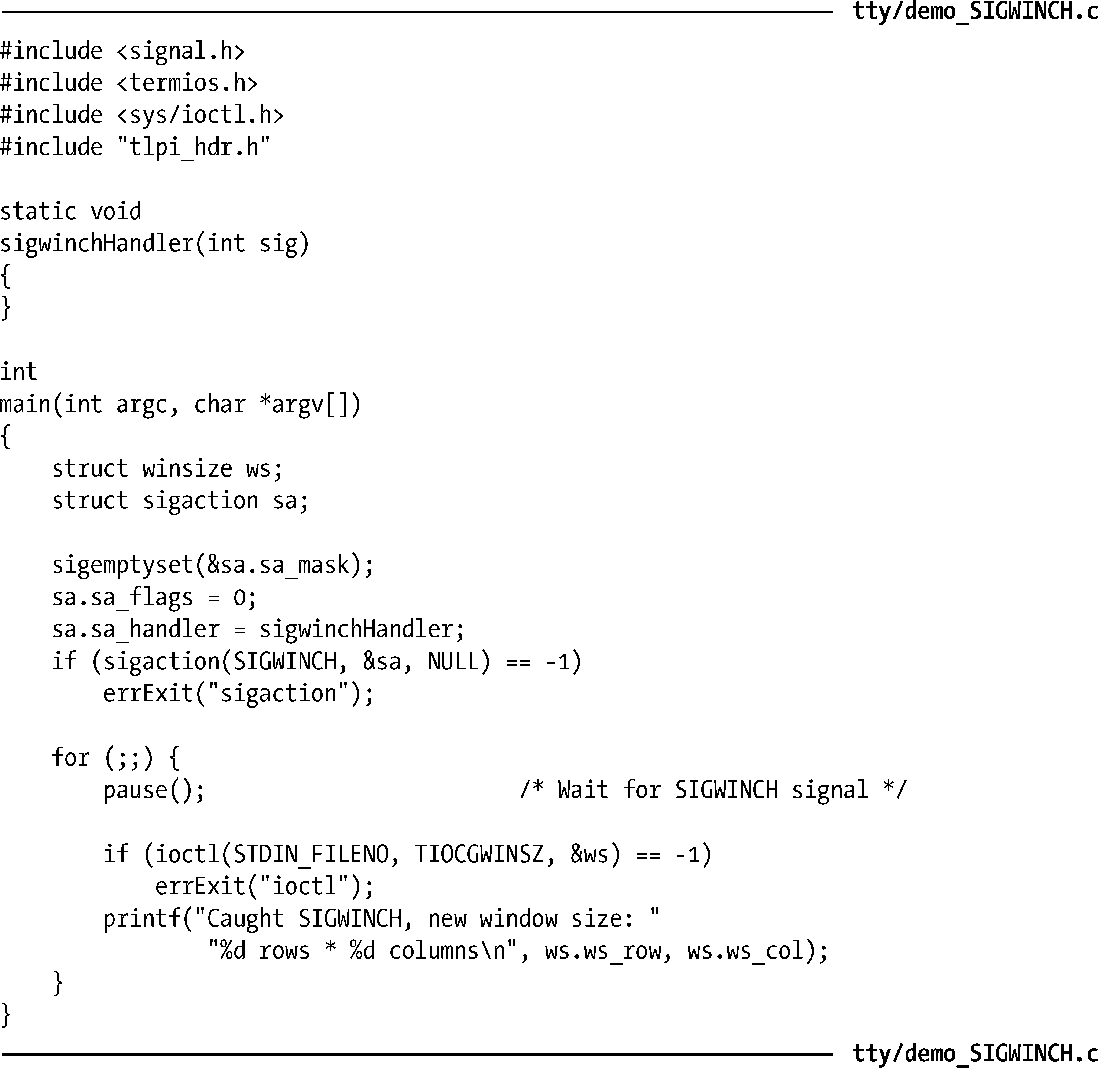 tty/demo_SIGWINCH.c
#include <signal.h>
#include <termios.h>
#include <sys/ioctl.h>
#include "tlpi_hdr.h"
static void
sigwinchHandler(int sig)
{
}
int
main(int argc, char *argv[])
{
    struct winsize ws;
    struct sigaction sa;
    sigemptyset(&sa.sa_mask);
    sa.sa_flags = 0;
    sa.sa_handler = sigwinchHandler;
    if (sigaction(SIGWINCH, &sa, NULL) == -1)
        errExit("sigaction");
    for (;;) {
        pause();                        /* Wait for SIGWINCH signal */
        if (ioctl(STDIN_FILENO, TIOCGWINSZ, &ws) == -1)
            errExit("ioctl");
        printf("Caught SIGWINCH, new window size: "
                "%d rows * %d columns\n", ws.ws_row, ws.ws_col);
    }
}
tty/demo_SIGWINCH.c